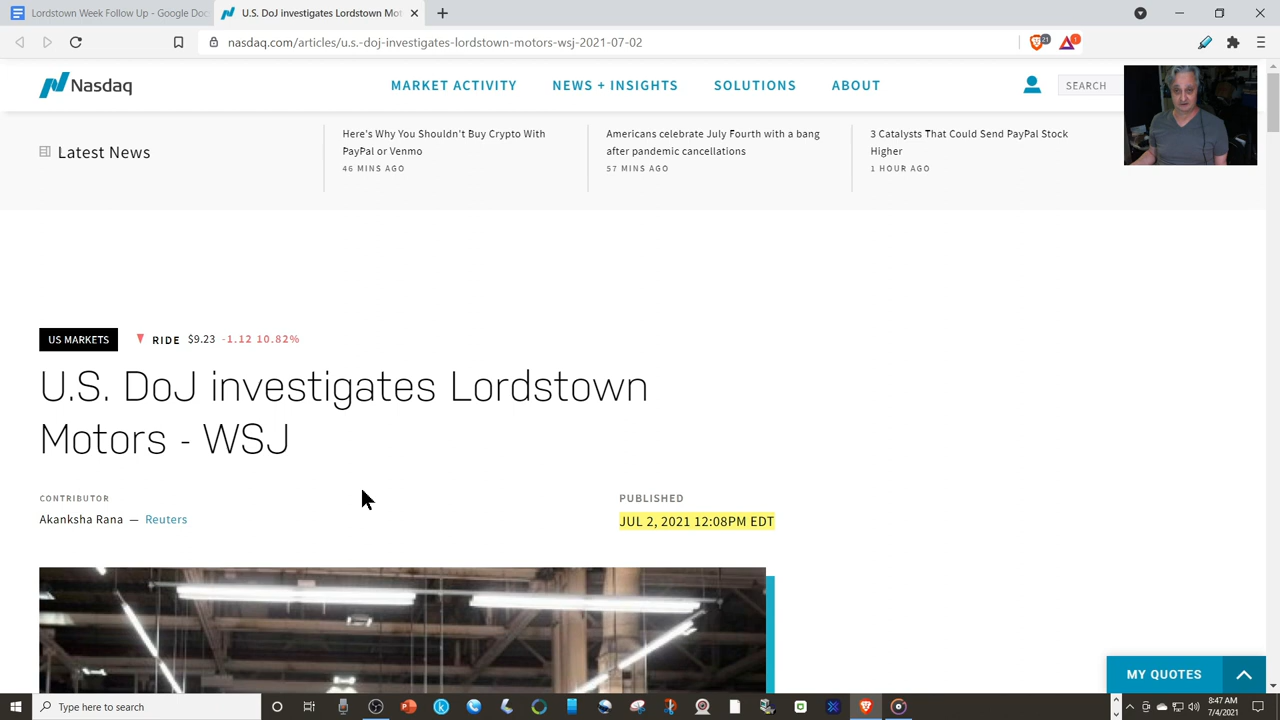 Lordstown Week Follow Up - Google Doc
U.S. DoJ investigates Lordstown Mot
nasdaq.com/articles/u.s.-doj-investigates-lordstown-motors-wsj-2021-07-02
21
1
Nasdaq
MARKET ACTIVITY
NEWS + INSIGHTS
SOLUTIONS
ABOUT
SEARCH
Latest News
Here's Why You Shouldn't Buy Crypto With
PayPal or Venmo
46 MINS AGO
Americans celebrate July Fourth with a bang
after pandemic cancellations
57 MINS AGO
3 Catalysts That Could Send PayPal Stock
Higher
1 HOUR AGO
US MARKETS
RIDE $9.23 -1.12 10.82%
U.S. DoJ investigates Lordstown
Motors - WSJ
CONTRIBUTOR
Akanksha Rana — Reuters
PUBLISHED
JUL 2, 2021 12:08PM EDT
MY QUOTES
Type here to search
8:47 AM
7/4/2021